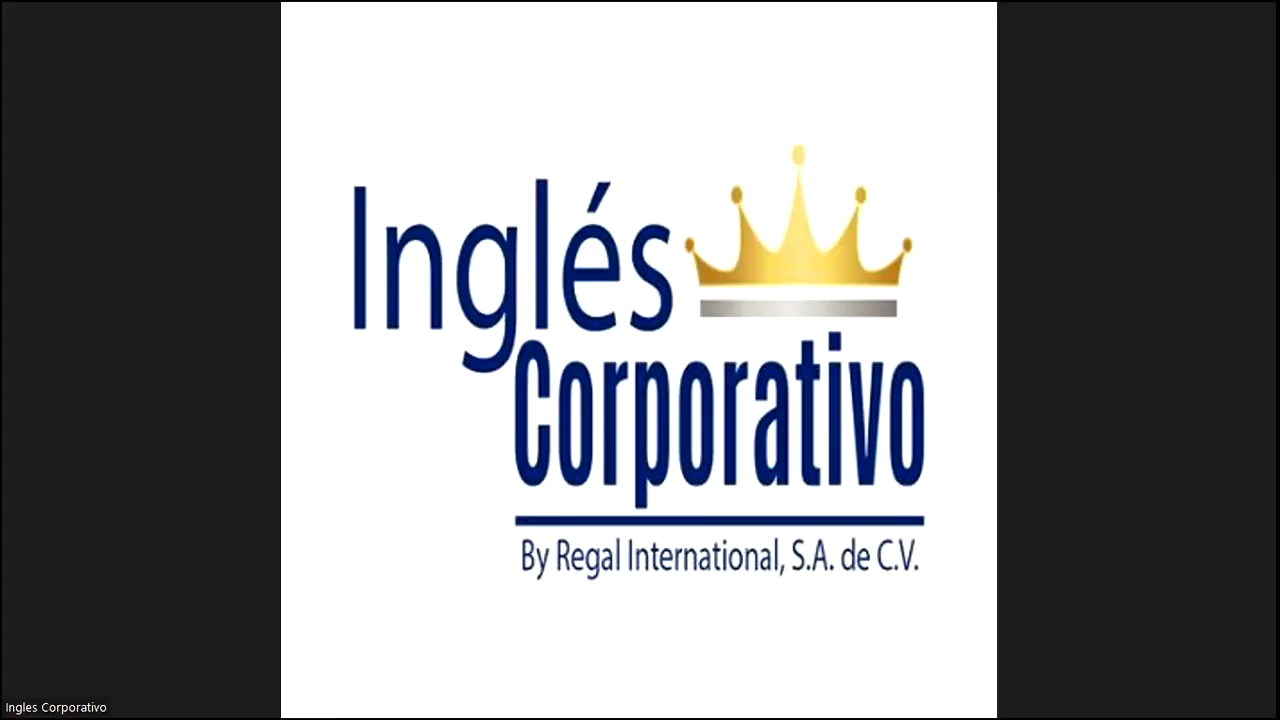 Inglés
Corporativo
By Regal International, S.A. de C.V.
Ingles Corporativo